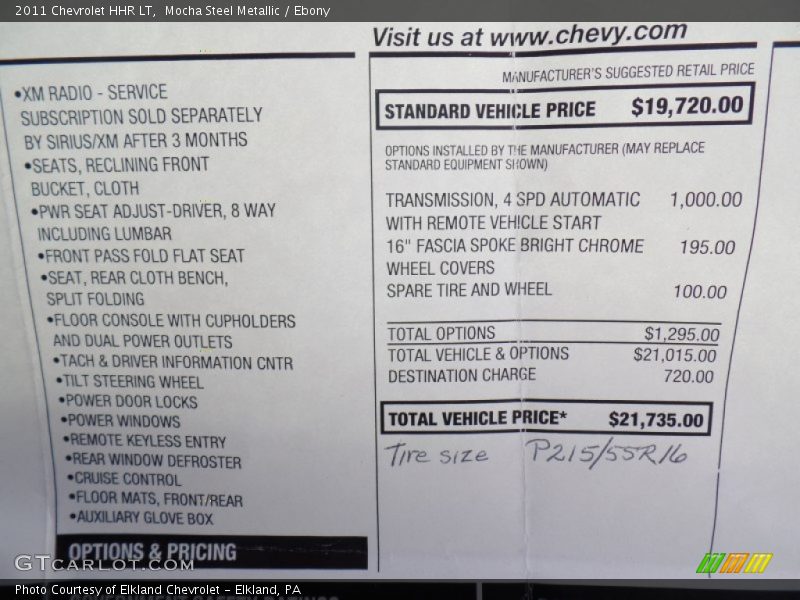 2011 Chevrolet HHR LT,  Mocha Steel Metallic / Ebony
•XM RADIO - SERVICE
SUBSCRIPTION SOLD SEPARATELY
BY SIRIUS/XM AFTER 3 MONTHS
•SEATS, RECLINING FRONT
BUCKET, CLOTH
•PWR SEAT ADJUST-DRIVER, 8 WAY
INCLUDING LUMBAR
•FRONT PASS FOLD FLAT SEAT
•SEAT, REAR CLOTH BENCH,
SPLIT FOLDING
•FLOOR CONSOLE WITH CUPHOLDERS
AND DUAL POWER OUTLETS
•TACH & DRIVER INFORMATION CNTR
•TILT STEERING WHEEL
•POWER DOOR LOCKS
•POWER WINDOWS
•REMOTE KEYLESS ENTRY
•REAR WINDOW DEFROSTER
•CRUISE CONTROL
•FLOOR MATS, FRONT/REAR
•AUXILIARY GLOVE BOX
OPTIONS & PRICING
Visit us at www.chevy.com
MANUFACTURER'S SUGGESTED RETAIL PRICE
STANDARD VEHICLE PRICE $19,720.00
OPTIONS INSTALLED BY THE MANUFACTURER (MAY REPLACE
STANDARD EQUIPMENT SHOWN)
TRANSMISSION, 4 SPD AUTOMATIC 1,000.00
WITH REMOTE VEHICLE START
16" FASCIA SPOKE BRIGHT CHROME 195.00
WHEEL COVERS
SPARE TIRE AND WHEEL 100.00
TOTAL OPTIONS $1,295.00
TOTAL VEHICLE & OPTIONS $21,015.00
DESTINATION CHARGE 720.00
TOTAL VEHICLE PRICE* $21,735.00
Tire size P215/55R16
GTCARLOT.COM
Photo Courtesy of Elkland Chevrolet - Elkland, PA